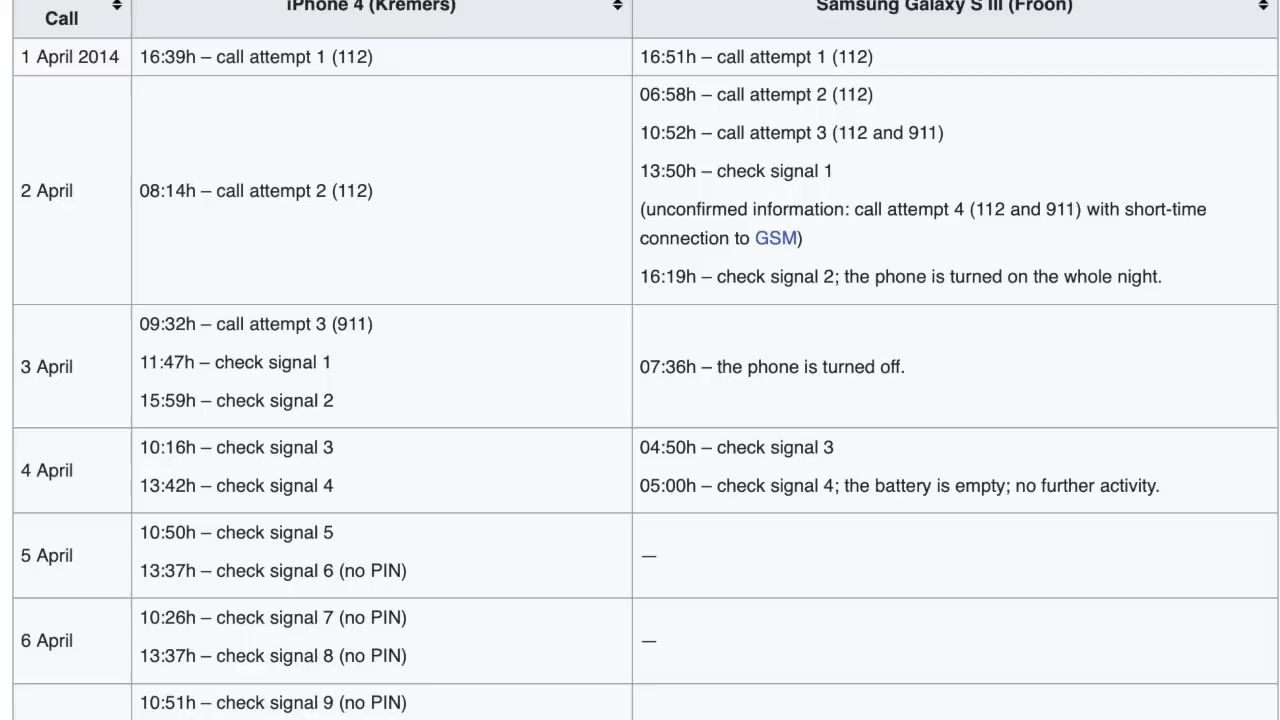 Call
iPhone 4 (Kremers)
Samsung Galaxy S III (Froon)
1 April 2014
16:39h – call attempt 1 (112)
16:51h – call attempt 1 (112)
2 April
08:14h – call attempt 2 (112)
06:58h – call attempt 2 (112)
10:52h – call attempt 3 (112 and 911)
13:50h – check signal 1
(unconfirmed information: call attempt 4 (112 and 911) with short-time
connection to GSM)
16:19h – check signal 2; the phone is turned on the whole night.
3 April
09:32h – call attempt 3 (911)
11:47h – check signal 1
15:59h – check signal 2
07:36h – the phone is turned off.
4 April
10:16h – check signal 3
13:42h – check signal 4
04:50h – check signal 3
05:00h – check signal 4; the battery is empty; no further activity.
5 April
10:50h – check signal 5
13:37h – check signal 6 (no PIN)
—
6 April
10:26h – check signal 7 (no PIN)
13:37h – check signal 8 (no PIN)
—
10:51h – check signal 9 (no PIN)